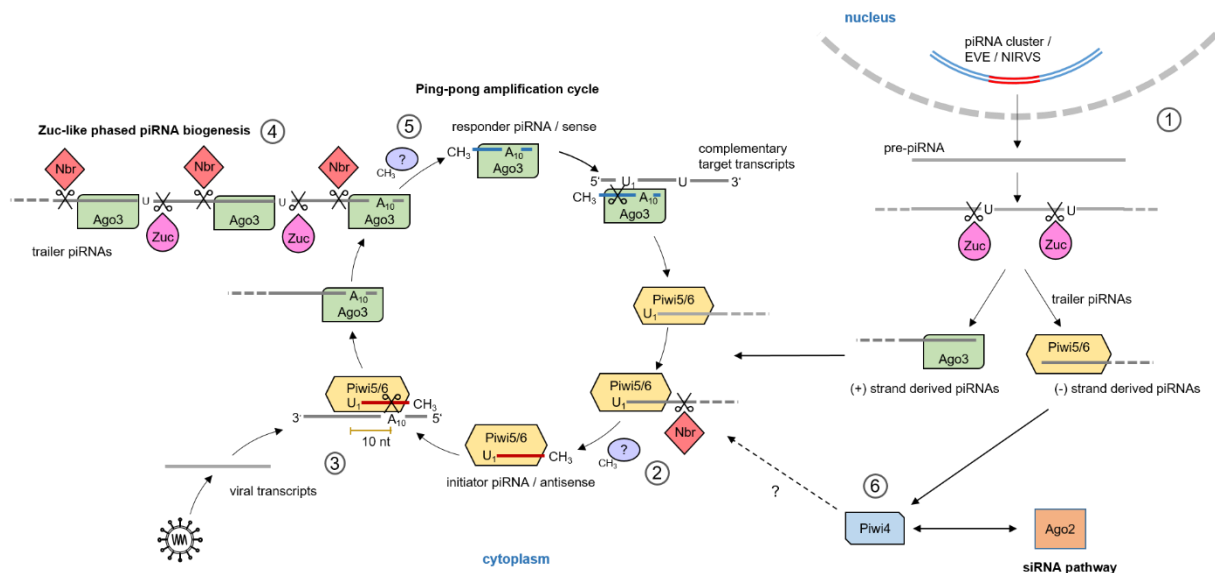 nucleus
piRNA cluster /
EVE / NIRVS
1
pre-piRNA
U
U
Zuc
Zuc
trailer piRNAs
Ago3
Piwi5/6
(+) strand derived piRNAs
(-) strand derived piRNAs
Ping-pong amplification cycle
Zuc-like phased piRNA biogenesis
4
5
Nbr
Nbr
Nbr
?
CH3
U
U
A10
Ago3
Ago3
Ago3
Zuc
Zuc
trailer piRNAs
responder piRNA / sense
CH3
A10
Ago3
complementary
target transcripts
5'
U1
U
3'
CH3
A10
Ago3
Piwi5/6
U1
Piwi5/6
U1
Nbr
?
CH3
2
Piwi5/6
U1
CH3
initiator piRNA / antisense
A10
Ago3
Piwi5/6
U1
CH3
3'
A10
5'
10 nt
3
viral transcripts
?
6
Piwi4
Ago2
siRNA pathway
cytoplasm